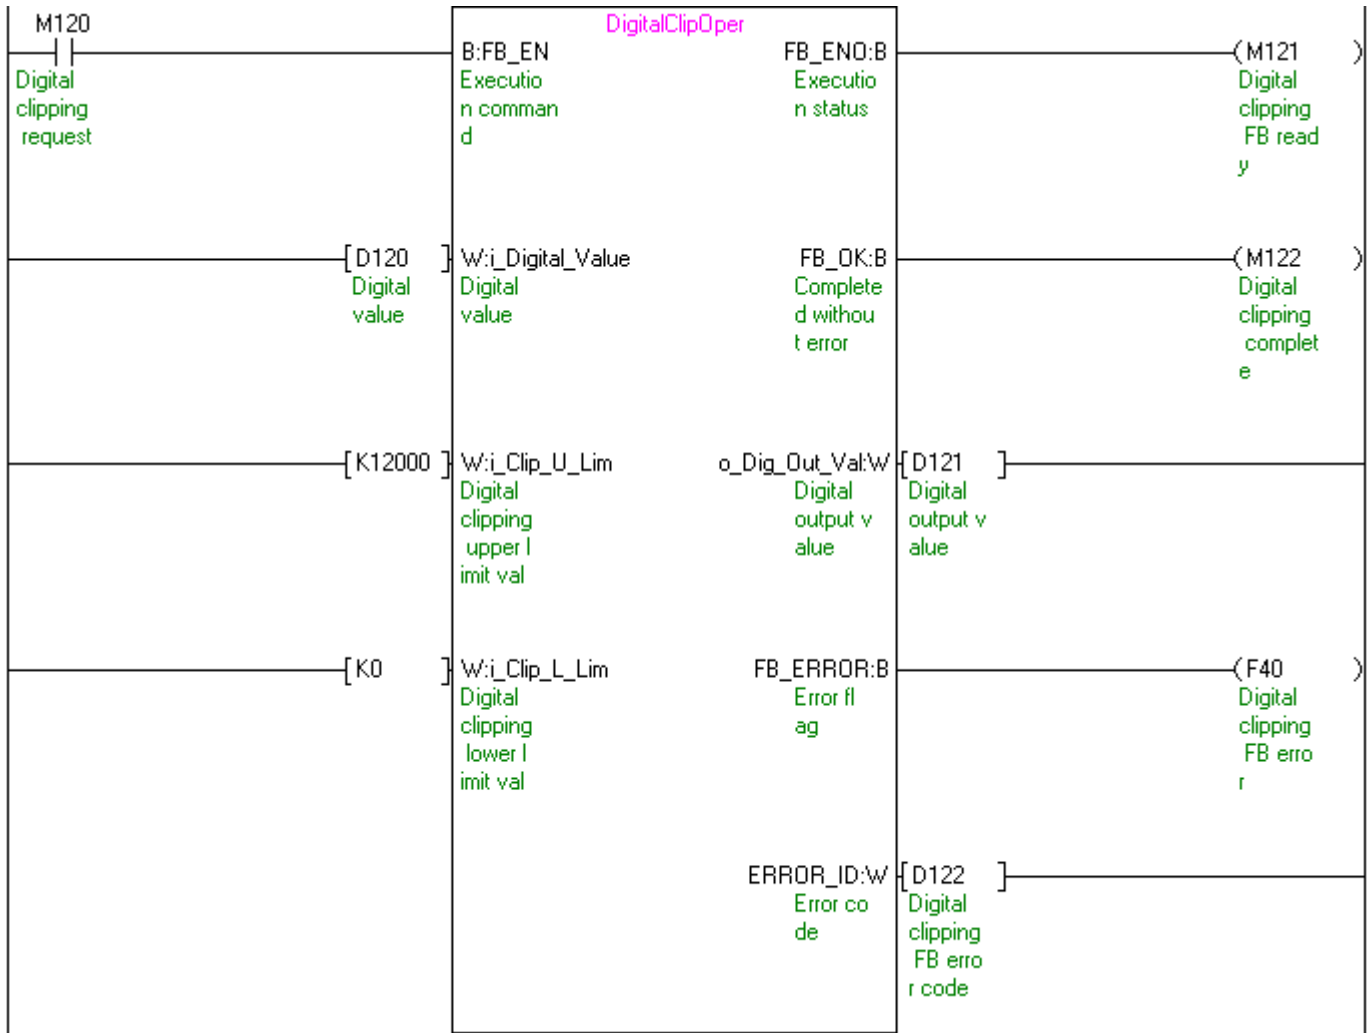 M120
DigitalClipOper
B:FB_EN
FB_ENO:B
(M121 )
Digital
clipping
request
Executio
n comman
d
Executio
n status
Digital
clipping
FB read
y
[D120 ]
W:i_Digital_Value
FB_OK:B
(M122 )
Digital
value
Digital
value
Complete
d withou
t error
Digital
clipping
complet
e
[K12000 ]
W:i_Clip_U_Lim
o_Dig_Out_Val:W
[D121 ]
Digital
clipping
upper l
imit val
Digital
output v
alue
Digital
output v
alue
[K0 ]
W:i_Clip_L_Lim
FB_ERROR:B
(F40 )
Digital
clipping
lower l
imit val
Error fl
ag
Digital
clipping
FB erro
r
ERROR_ID:W
[D122 ]
Error co
de
Digital
clipping
FB erro
r code